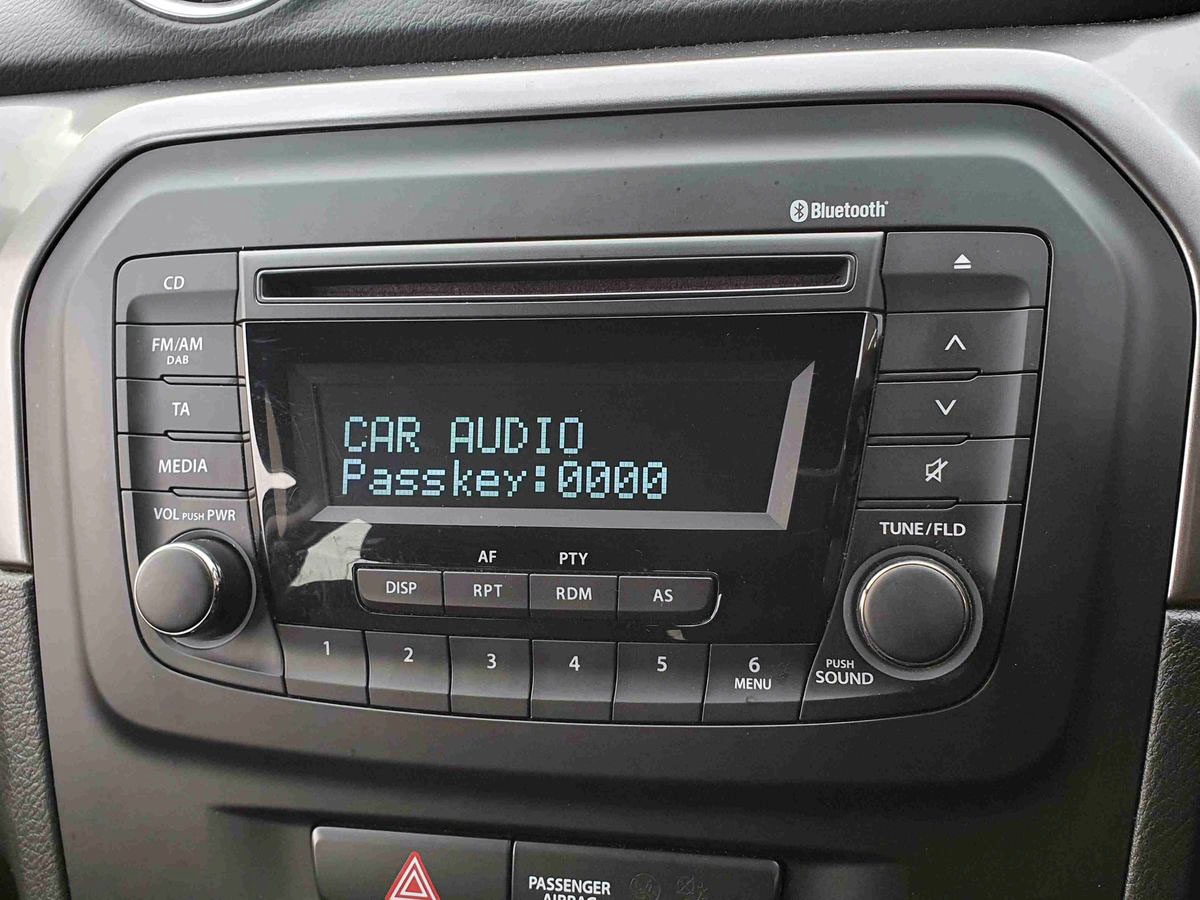 Bluetooth
CD
FM/AM
DAB
TA
MEDIA
VOL PUSH PWR
CAR AUDIO
Passkey:0000
TUNE/FLD
AF PTY
DISP RPT RDM AS
1 2 3 4 5 6
MENU
PUSH
SOUND
PASSENGER
AIRBAG